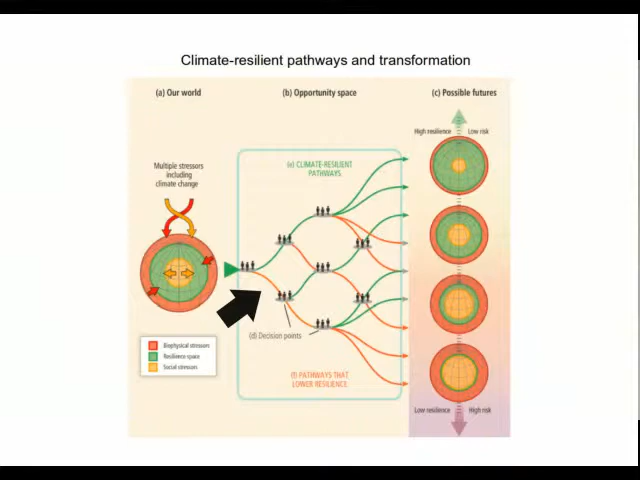 Climate-resilient pathways and transformation
(a) Our world
(b) Opportunity space
(c) Possible futures
High resilience
Low risk
Multiple stressors
including
climate change
(e) CLIMATE-RESILIENT
PATHWAYS
(d) Decision points
Biophysical stressors
Resilience space
Social stressors
(f) PATHWAYS THAT
LOWER RESILIENCE
Low resilience
High risk